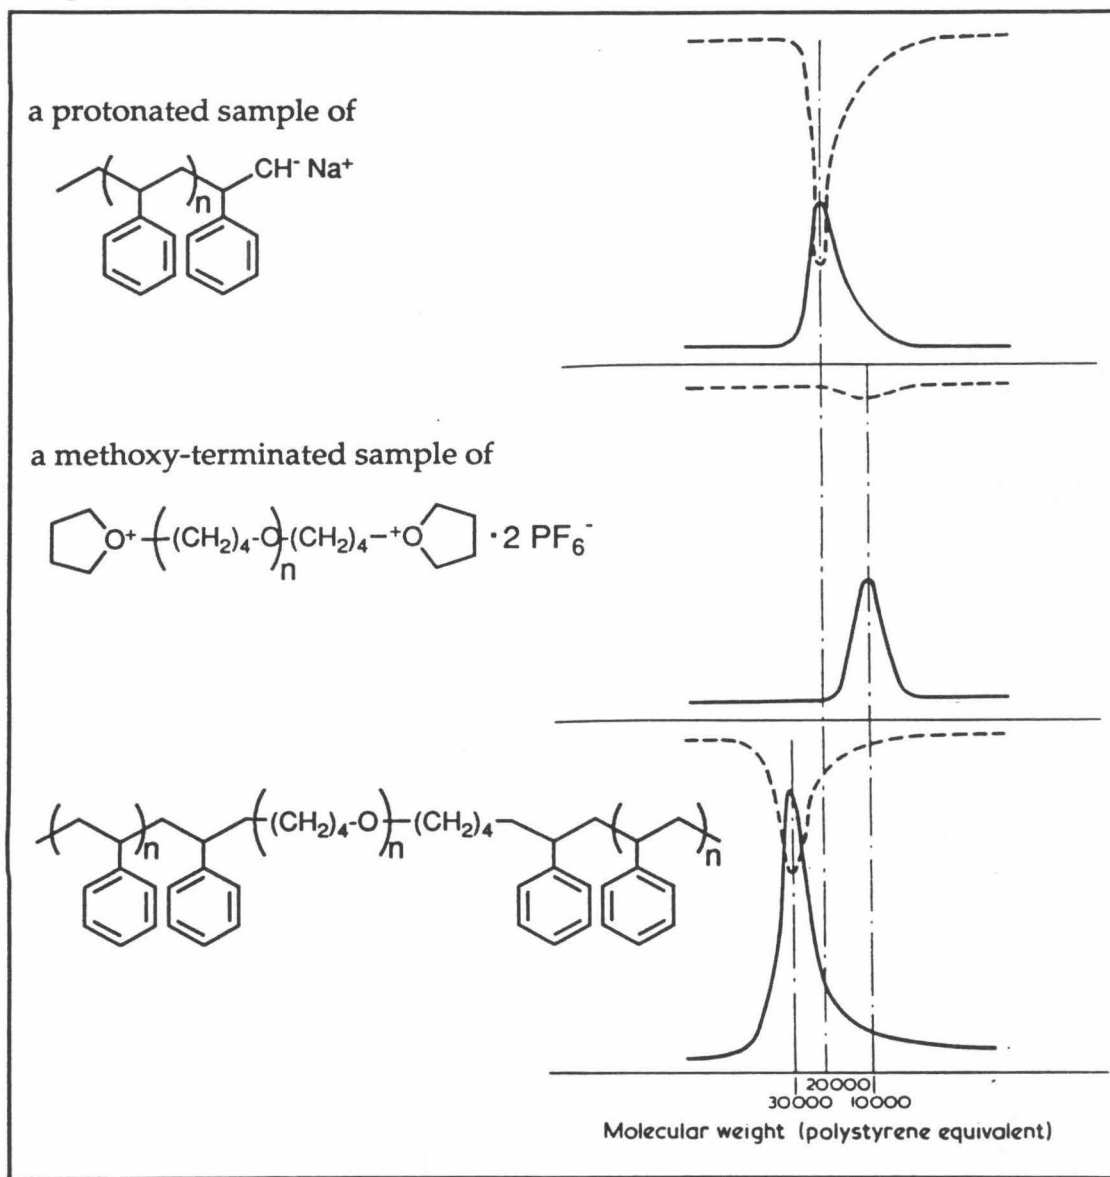 a protonated sample of
CH⁻ Na⁺
n
a methoxy-terminated sample of
O⁺ (CH₂)₄-O (CH₂)₄ ⁺O · 2 PF₆⁻
n
(CH₂)₄-O (CH₂)₄
n n n
20000
30000 10000
Molecular weight (polystyrene equivalent)